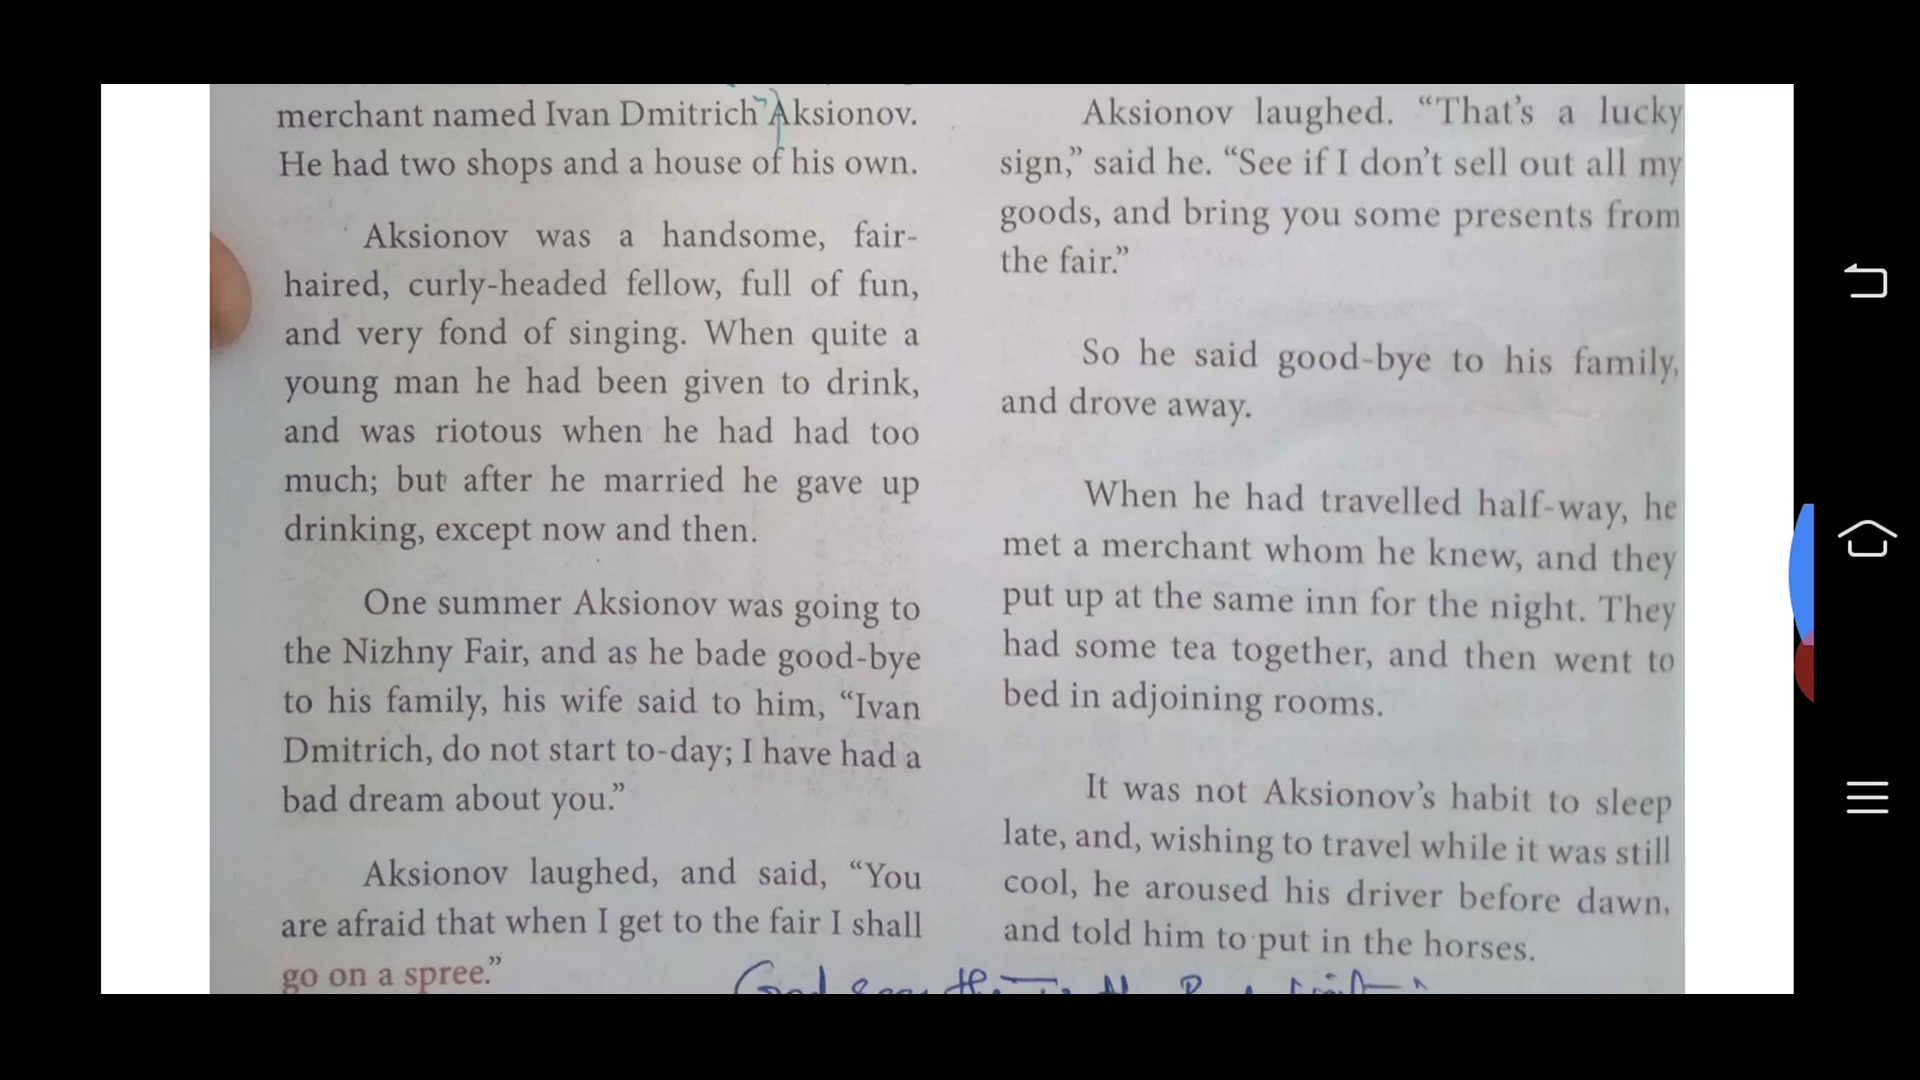 merchant named Ivan Dmitrich Aksionov.
He had two shops and a house of his own.
Aksionov was a handsome, fair-
haired, curly-headed fellow, full of fun,
and very fond of singing. When quite a
young man he had been given to drink,
and was riotous when he had had too
much; but after he married he gave up
drinking, except now and then.
One summer Aksionov was going to
the Nizhny Fair, and as he bade good-bye
to his family, his wife said to him, “Ivan
Dmitrich, do not start to-day; I have had a
bad dream about you.”
Aksionov laughed, and said, “You
are afraid that when I get to the fair I shall
go on a spree.”
Aksionov laughed. “That’s a lucky
sign,” said he. “See if I don’t sell out all my
goods, and bring you some presents from
the fair.”
So he said good-bye to his family,
and drove away.
When he had travelled half-way, he
met a merchant whom he knew, and they
put up at the same inn for the night. They
had some tea together, and then went to
bed in adjoining rooms.
It was not Aksionov’s habit to sleep
late, and, wishing to travel while it was still
cool, he aroused his driver before dawn,
and told him to put in the horses.
God sees the